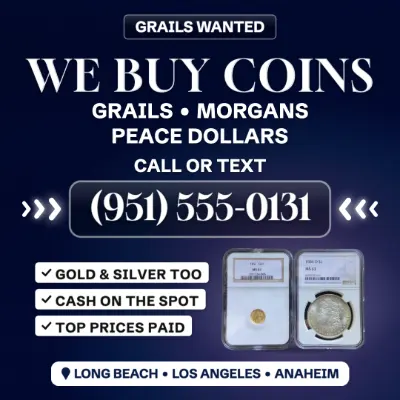 GRAILS WANTED
WE BUY COINS
GRAILS • MORGANS
PEACE DOLLARS
CALL OR TEXT
(951) 555-0131
✓ GOLD & SILVER TOO
✓ CASH ON THE SPOT
✓ TOP PRICES PAID
LONG BEACH • LOS ANGELES • ANAHEIM